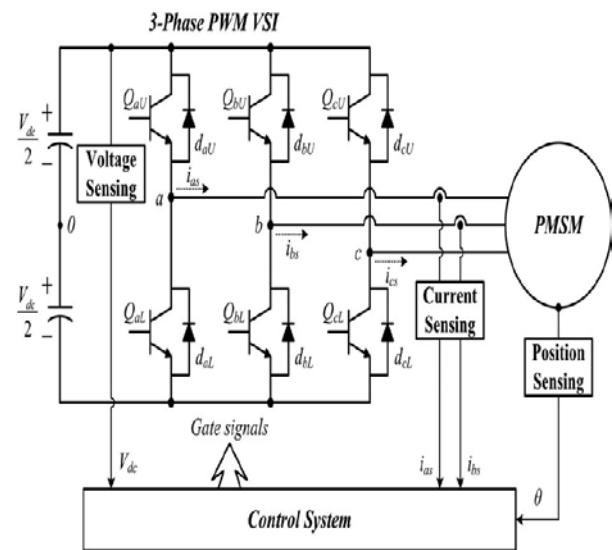 3-Phase PWM VSI
+
V_dc
2
−
Voltage
Sensing
Q_aU
d_aU
Q_bU
d_bU
Q_cU
d_cU
i_as
a
0
b
i_bs
c
i_cs
PMSM
+
V_dc
2
−
Q_aL
d_aL
Q_bL
d_bL
Q_cL
d_cL
Current
Sensing
Position
Sensing
Gate signals
V_dc
i_as
i_bs
θ
Control System